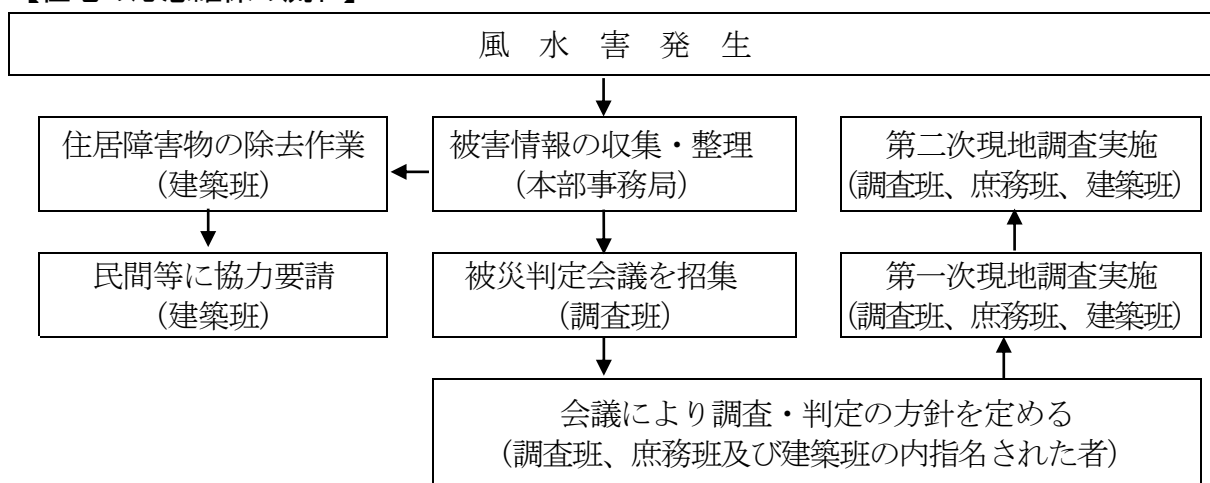 風 水 害 発 生
住居障害物の除去作業
（建築班）
被害情報の収集・整理
（本部事務局）
第二次現地調査実施
（調査班、庶務班、建築班）
民間等に協力要請
（建築班）
被災判定会議を招集
（調査班）
第一次現地調査実施
（調査班、庶務班、建築班）
会議により調査・判定の方針を定める
（調査班、庶務班及び建築班の内指名された者）